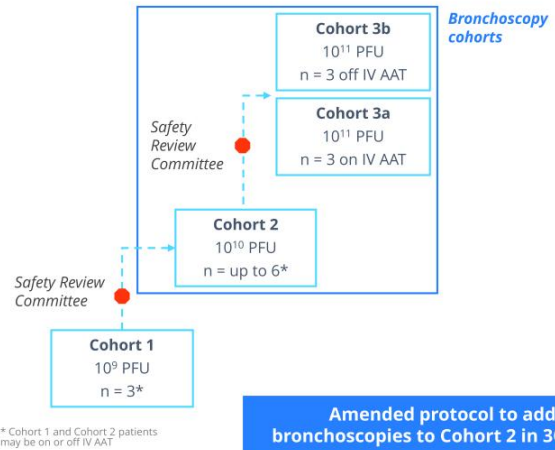 Bronchoscopy
cohorts
Cohort 3b
10¹¹ PFU
n = 3 off IV AAT
Cohort 3a
10¹¹ PFU
n = 3 on IV AAT
Safety
Review
Committee
Cohort 2
10¹⁰ PFU
n = up to 6*
Safety Review
Committee
Cohort 1
10⁹ PFU
n = 3*
* Cohort 1 and Cohort 2 patients
may be on or off IV AAT
Amended protocol to add
bronchoscopies to Cohort 2 in